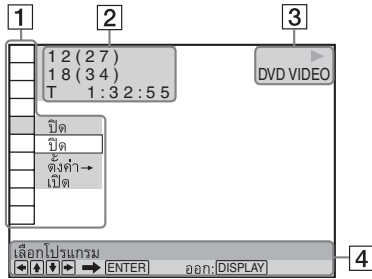 1 2 3
12(27)
18(34)
T 1:32:55
DVD VIDEO
ปิด
ปิด
ตั้งค่า→
เปิด
4
เลือกโปรแกรม
←↑↓→ ➡ ENTER ออก: DISPLAY